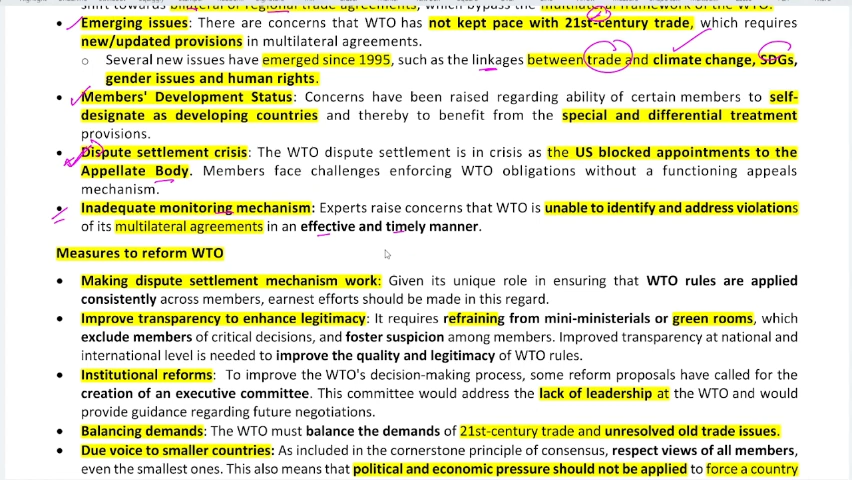 shift towards bilateral or regional trade agreements, which bypass the multilateral framework of the WTO.
• Emerging issues: There are concerns that WTO has not kept pace with 21st-century trade, which requires
new/updated provisions in multilateral agreements.
o Several new issues have emerged since 1995, such as the linkages between trade and climate change, SDGs,
gender issues and human rights.
• Members' Development Status: Concerns have been raised regarding ability of certain members to self-
designate as developing countries and thereby to benefit from the special and differential treatment
provisions.
• Dispute settlement crisis: The WTO dispute settlement is in crisis as the US blocked appointments to the
Appellate Body. Members face challenges enforcing WTO obligations without a functioning appeals
mechanism.
• Inadequate monitoring mechanism: Experts raise concerns that WTO is unable to identify and address violations
of its multilateral agreements in an effective and timely manner.
Measures to reform WTO
• Making dispute settlement mechanism work: Given its unique role in ensuring that WTO rules are applied
consistently across members, earnest efforts should be made in this regard.
• Improve transparency to enhance legitimacy: It requires refraining from mini-ministerials or green rooms, which
exclude members of critical decisions, and foster suspicion among members. Improved transparency at national and
international level is needed to improve the quality and legitimacy of WTO rules.
• Institutional reforms: To improve the WTO's decision-making process, some reform proposals have called for the
creation of an executive committee. This committee would address the lack of leadership at the WTO and would
provide guidance regarding future negotiations.
• Balancing demands: The WTO must balance the demands of 21st-century trade and unresolved old trade issues.
• Due voice to smaller countries: As included in the cornerstone principle of consensus, respect views of all members,
even the smallest ones. This also means that political and economic pressure should not be applied to force a country